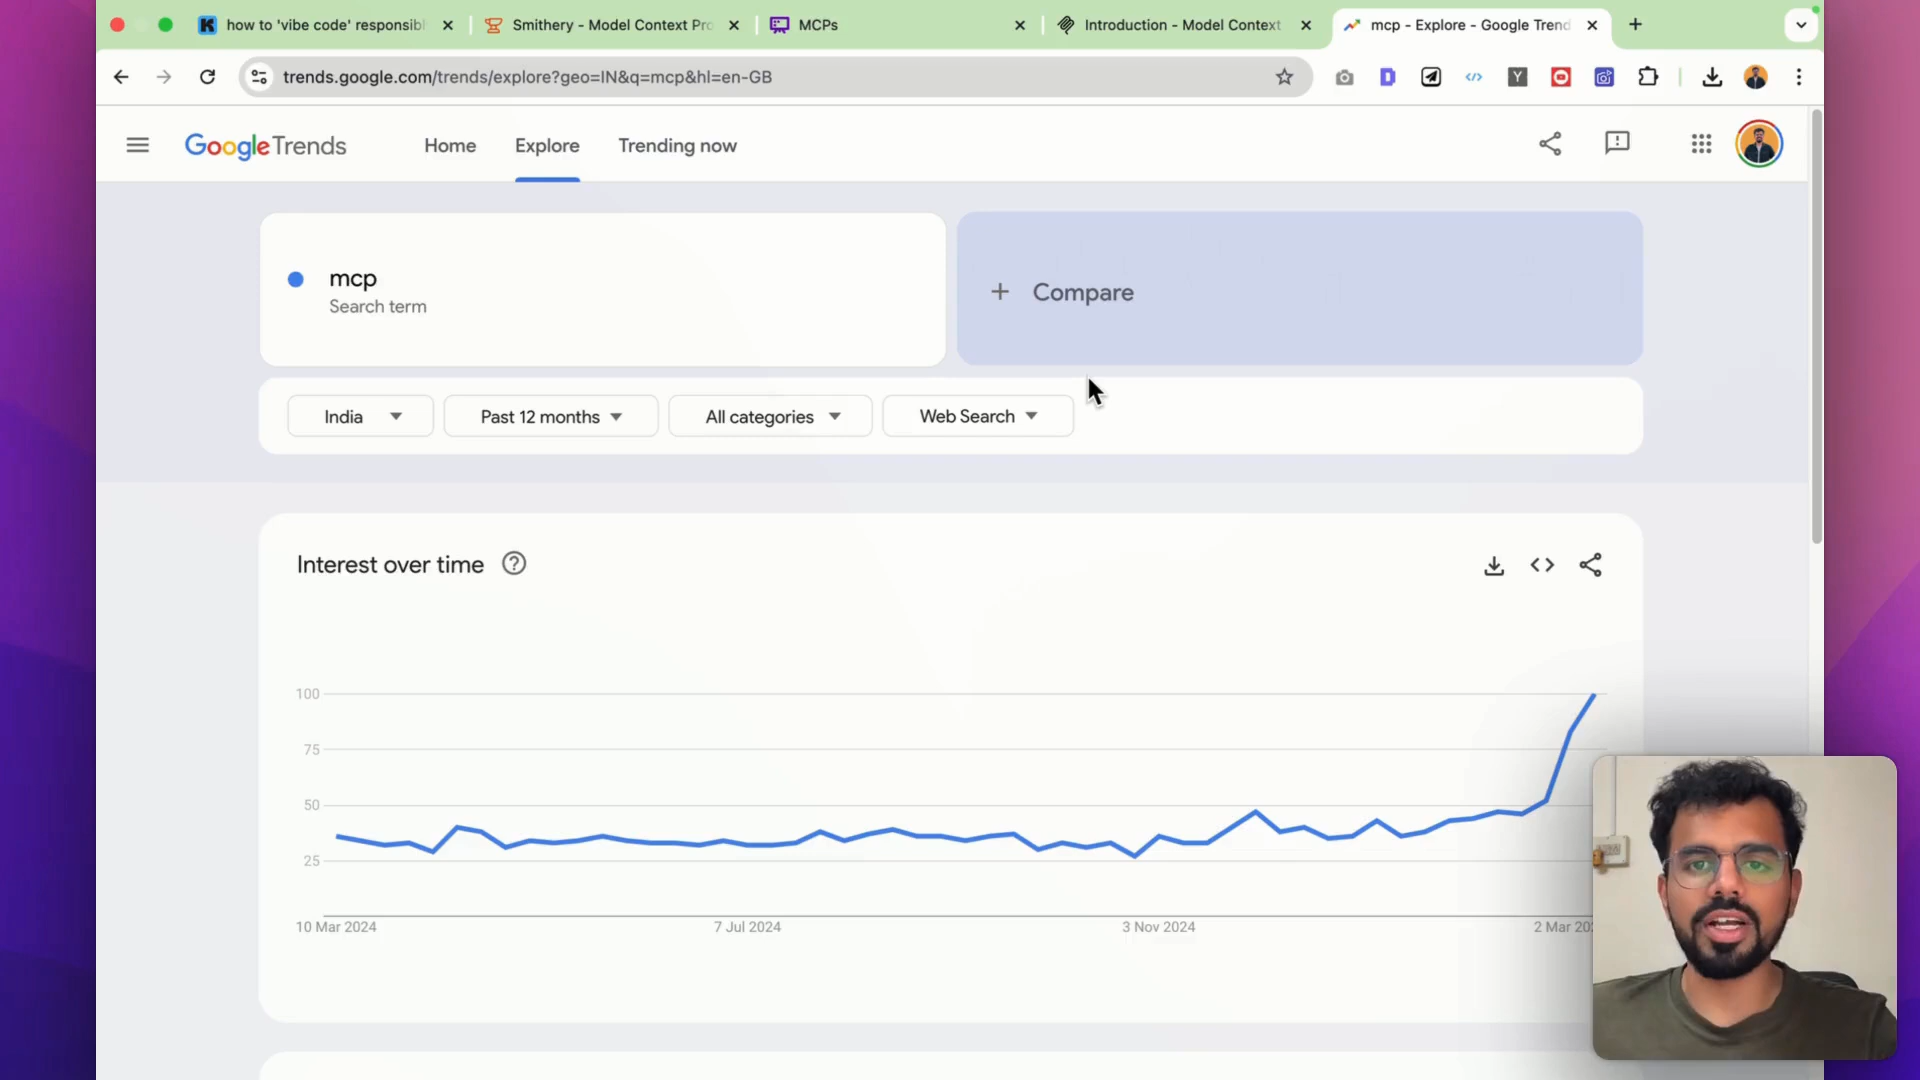 how to 'vibe code' responsibl
Smithery - Model Context Pro
MCPs
Introduction - Model Context
mcp - Explore - Google Trend
trends.google.com/trends/explore?geo=IN&q=mcp&hl=en-GB
Google Trends
Home
Explore
Trending now
mcp
Search term
+ Compare
India
Past 12 months
All categories
Web Search
Interest over time
100
75
50
25
10 Mar 2024
7 Jul 2024
3 Nov 2024
2 Mar 20